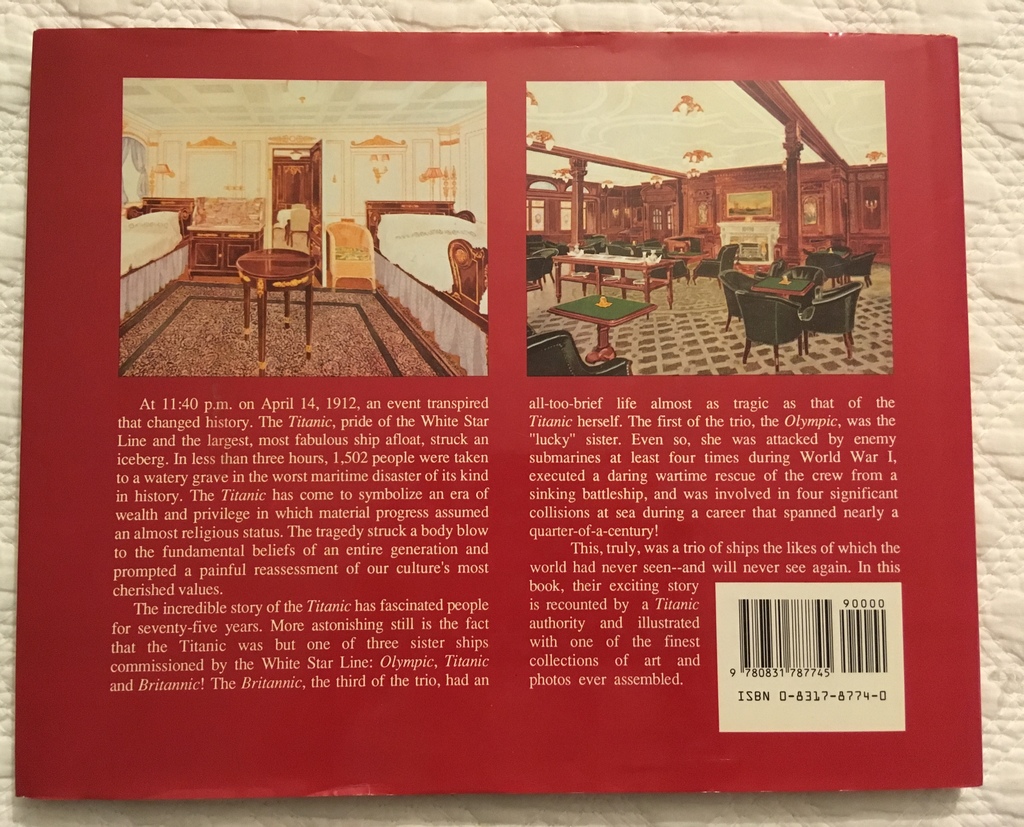 At 11:40 p.m. on April 14, 1912, an event transpired
that changed history. The Titanic, pride of the White Star
Line and the largest, most fabulous ship afloat, struck an
iceberg. In less than three hours, 1,502 people were taken
to a watery grave in the worst maritime disaster of its kind
in history. The Titanic has come to symbolize an era of
wealth and privilege in which material progress assumed
an almost religious status. The tragedy struck a body blow
to the fundamental beliefs of an entire generation and
prompted a painful reassessment of our culture's most
cherished values.
The incredible story of the Titanic has fascinated people
for seventy-five years. More astonishing still is the fact
that the Titanic was but one of three sister ships
commissioned by the White Star Line: Olympic, Titanic
and Britannic! The Britannic, the third of the trio, had an
all-too-brief life almost as tragic as that of the
Titanic herself. The first of the trio, the Olympic, was the
"lucky" sister. Even so, she was attacked by enemy
submarines at least four times during World War I,
executed a daring wartime rescue of the crew from a
sinking battleship, and was involved in four significant
collisions at sea during a career that spanned nearly a
quarter-of-a-century!
This, truly, was a trio of ships the likes of which the
world had never seen--and will never see again. In this
book, their exciting story
is recounted by a Titanic
authority and illustrated
with one of the finest
collections of art and
photos ever assembled.
90000
9 780831 787745
ISBN 0-8317-8774-0